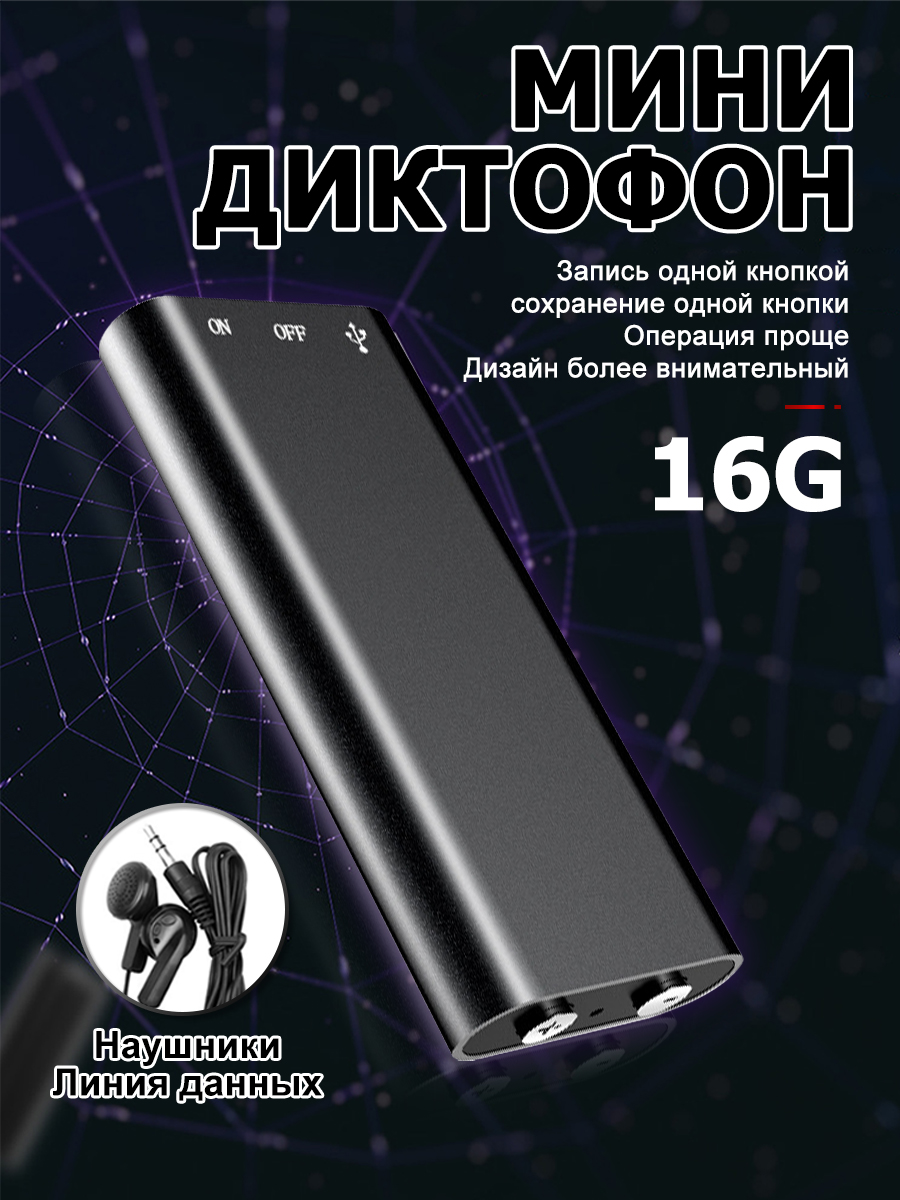 МИНИ
ДИКТОФОН
Запись одной кнопкой
сохранение одной кнопки
Операция проще
Дизайн более внимательный
16G
ON OFF
Наушники
Линия данных